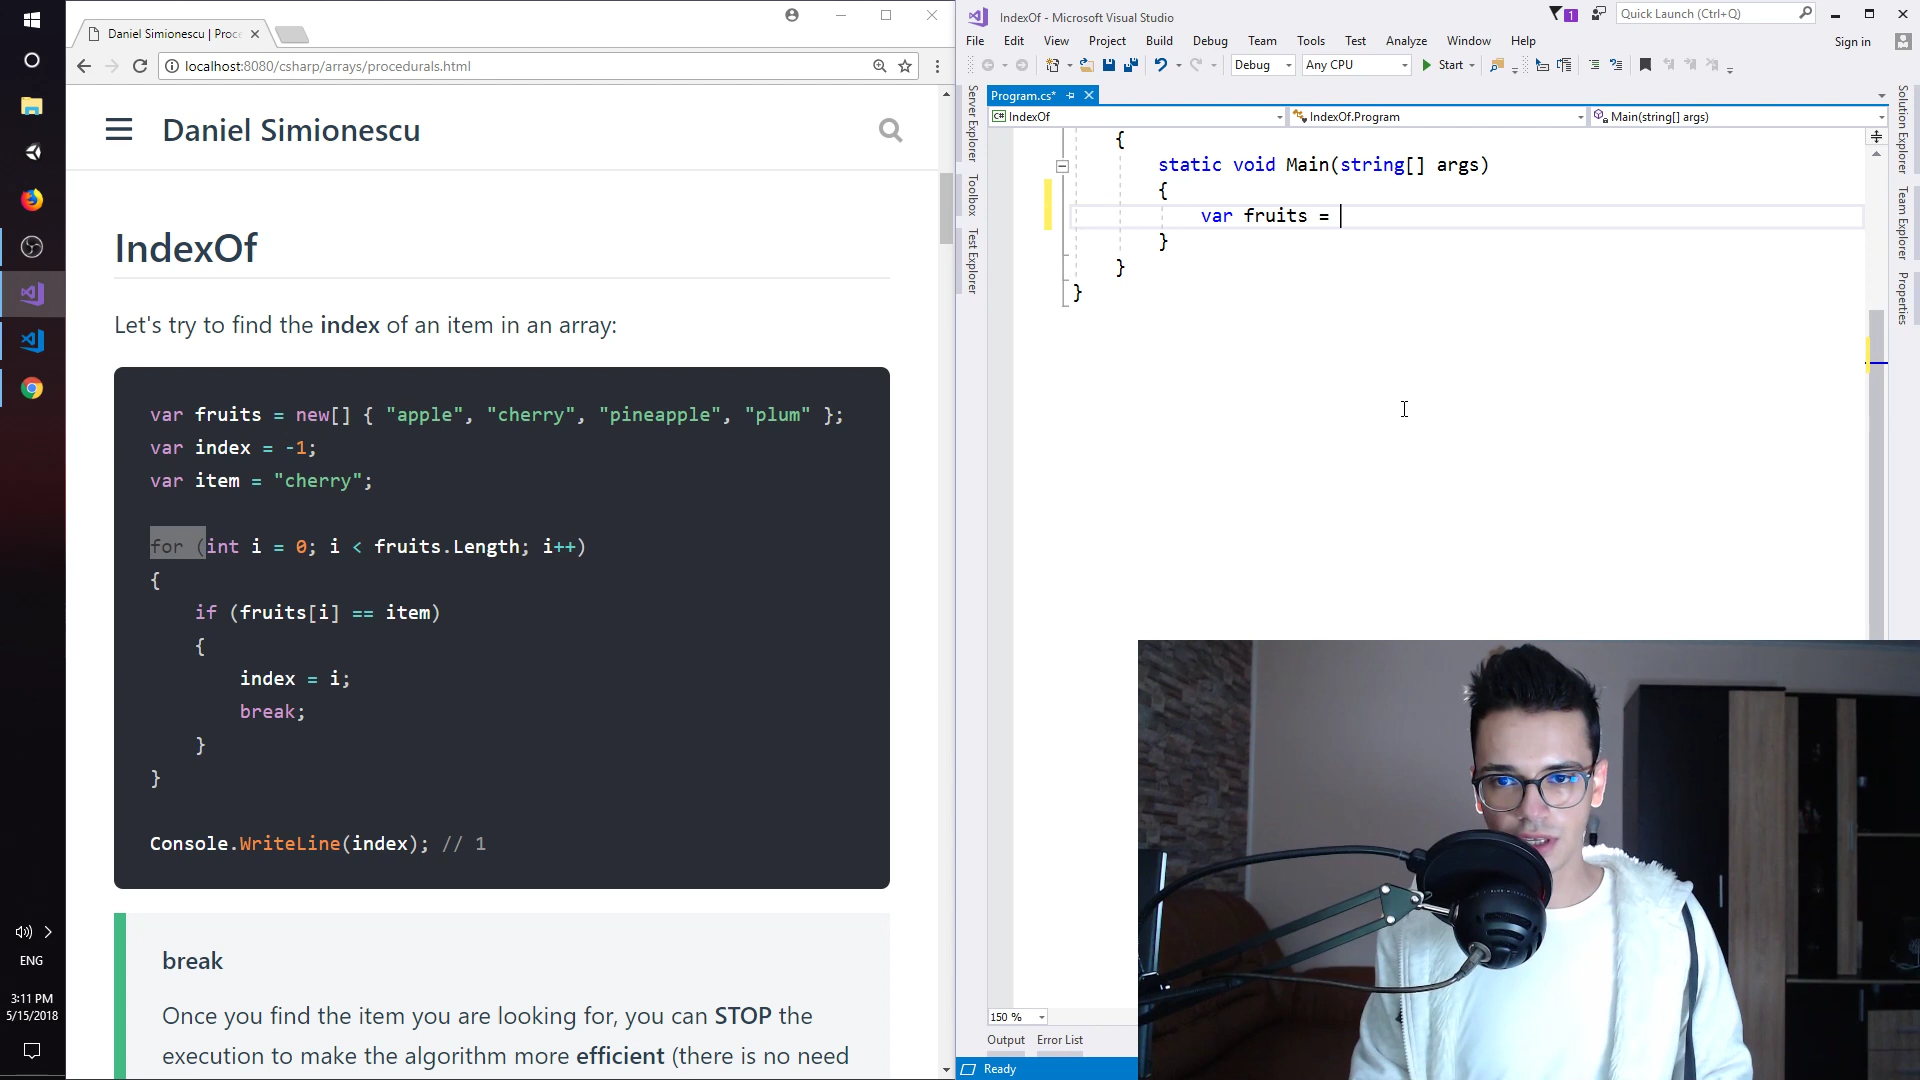 Daniel Simionescu | Proce
localhost:8080/csharp/arrays/procedurals.html
Daniel Simionescu
IndexOf
Let's try to find the index of an item in an array:
var fruits = new[] { "apple", "cherry", "pineapple", "plum" };
var index = -1;
var item = "cherry";
for (int i = 0; i < fruits.Length; i++)
{
if (fruits[i] == item)
{
index = i;
break;
}
}
Console.WriteLine(index); // 1
break
Once you find the item you are looking for, you can STOP the
execution to make the algorithm more efficient (there is no need
ENG
3:11 PM
5/15/2018
IndexOf - Microsoft Visual Studio
1
Quick Launch (Ctrl+Q)
File Edit View Project Build Debug Team Tools Test Analyze Window Help
Sign in
Debug Any CPU Start
Server Explorer
Toolbox
Test Explorer
Program.cs*
C# IndexOf IndexOf.Program Main(string[] args)
{
static void Main(string[] args)
{
var fruits =
}
}
}
Solution Explorer
Team Explorer
Properties
150 %
Output Error List
Ready